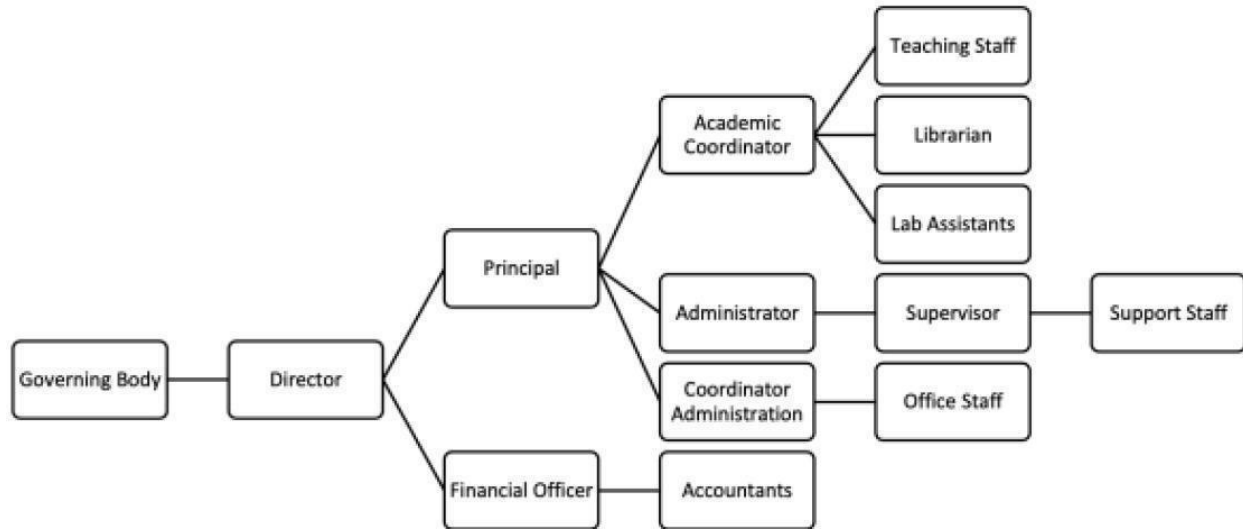 Governing Body
Director
Principal
Academic
Coordinator
Teaching Staff
Librarian
Lab Assistants
Administrator
Supervisor
Support Staff
Coordinator
Administration
Office Staff
Financial Officer
Accountants